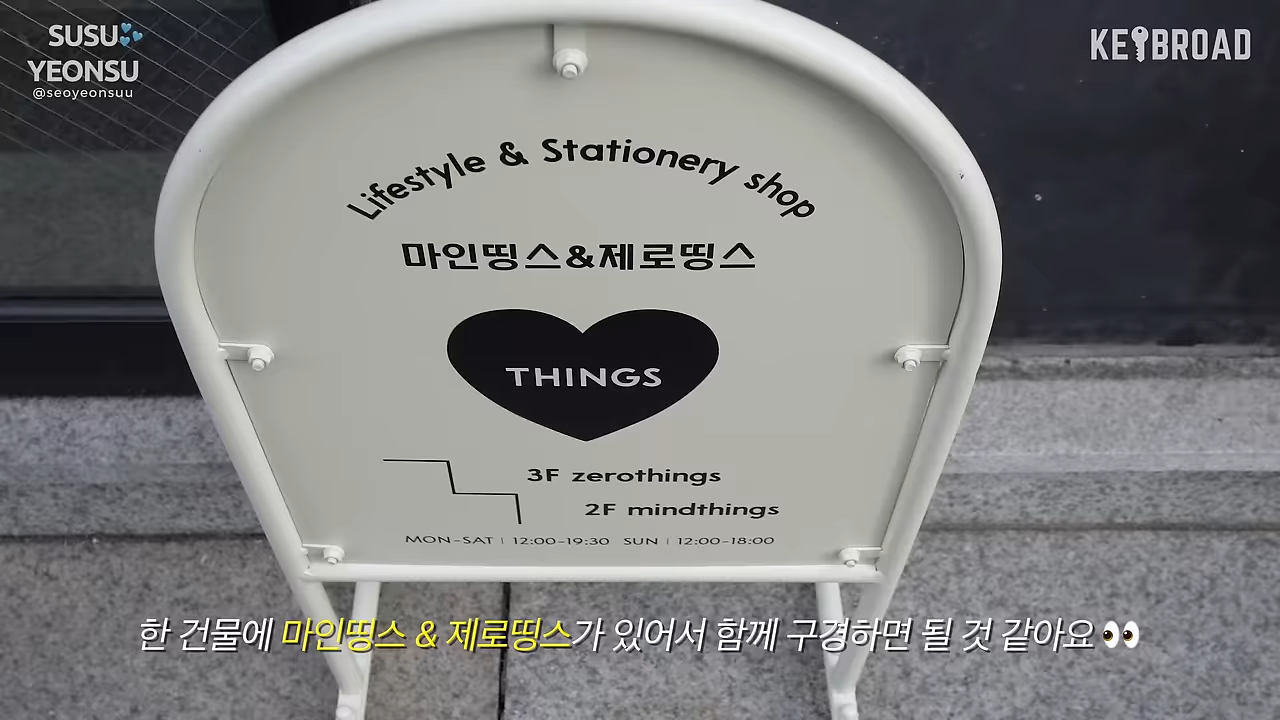 SUSU
YEONSU
@seoyeonsuu
KEYBROAD
Lifestyle & Stationery shop
마인띵스&제로띵스
THINGS
3F zerothings
2F mindthings
MON-SAT | 12:00-19:30 SUN | 12:00-18:00
한 건물에 마인띵스 & 제로띵스가 있어서 함께 구경하면 될 것 같아요 👀